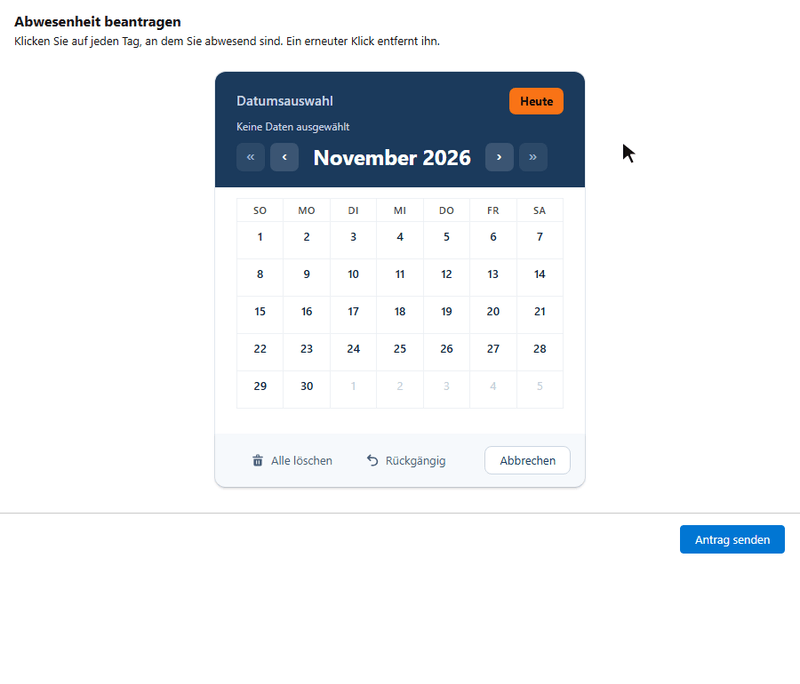 Abwesenheit beantragen
Klicken Sie auf jeden Tag, an dem Sie abwesend sind. Ein erneuter Klick entfernt ihn.
Datumsauswahl Heute
Keine Daten ausgewählt
« ‹ November 2026 › »
SO MO DI MI DO FR SA
1 2 3 4 5 6 7
8 9 10 11 12 13 14
15 16 17 18 19 20 21
22 23 24 25 26 27 28
29 30 1 2 3 4 5
Alle löschen Rückgängig Abbrechen
Antrag senden